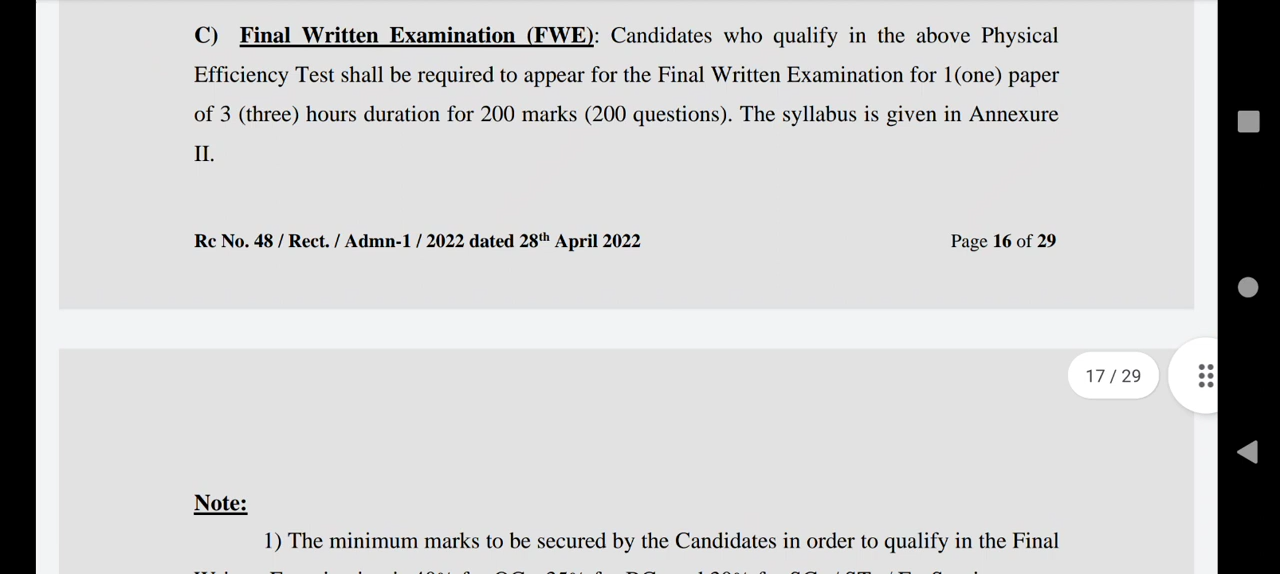 C) Final Written Examination (FWE): Candidates who qualify in the above Physical
Efficiency Test shall be required to appear for the Final Written Examination for 1(one) paper
of 3 (three) hours duration for 200 marks (200 questions). The syllabus is given in Annexure
II.
Rc No. 48 / Rect. / Admn-1 / 2022 dated 28th April 2022 Page 16 of 29
17 / 29
Note:
1) The minimum marks to be secured by the Candidates in order to qualify in the Final